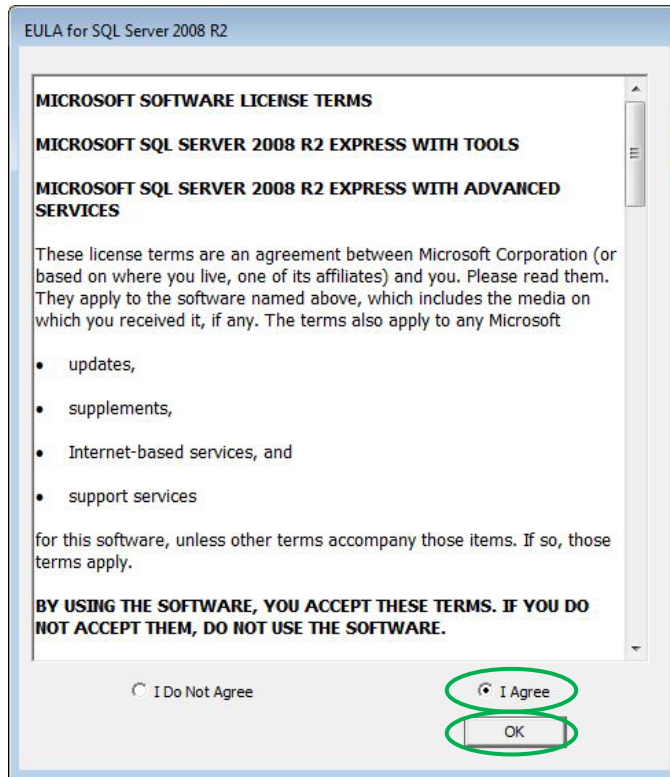 EULA for SQL Server 2008 R2
MICROSOFT SOFTWARE LICENSE TERMS
MICROSOFT SQL SERVER 2008 R2 EXPRESS WITH TOOLS
MICROSOFT SQL SERVER 2008 R2 EXPRESS WITH ADVANCED
SERVICES
These license terms are an agreement between Microsoft Corporation (or
based on where you live, one of its affiliates) and you. Please read them.
They apply to the software named above, which includes the media on
which you received it, if any. The terms also apply to any Microsoft
• updates,
• supplements,
• Internet-based services, and
• support services
for this software, unless other terms accompany those items. If so, those
terms apply.
BY USING THE SOFTWARE, YOU ACCEPT THESE TERMS. IF YOU DO
NOT ACCEPT THEM, DO NOT USE THE SOFTWARE.
I Do Not Agree I Agree
OK